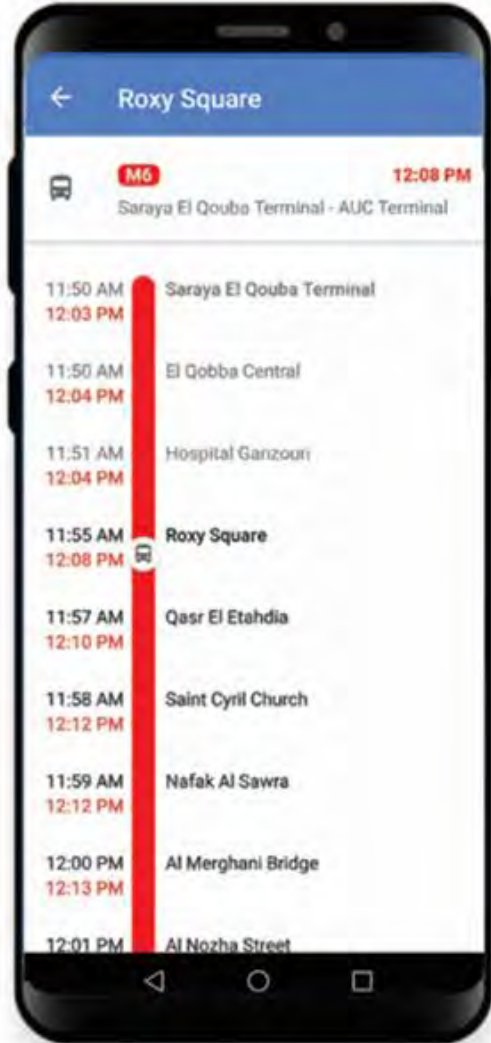 Roxy Square
M6
12:08 PM
Saraya El Qouba Terminal - AUC Terminal
11:50 AM Saraya El Qouba Terminal
12:03 PM
11:50 AM El Qobba Central
12:04 PM
11:51 AM Hospital Ganzouri
12:04 PM
11:55 AM Roxy Square
12:08 PM
11:57 AM Qasr El Etahdia
12:10 PM
11:58 AM Saint Cyril Church
12:12 PM
11:59 AM Nafak Al Sawra
12:12 PM
12:00 PM Al Merghani Bridge
12:13 PM
12:01 PM Al Nozha Street